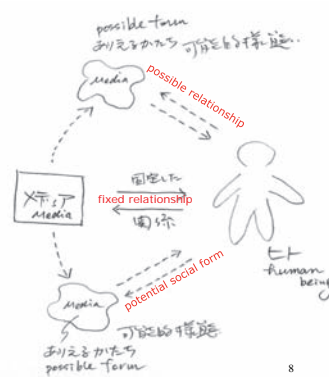 possible form
ありえるかたち 可能的様態..
Media
possible relationship
メディア
Media
固定した
fixed relationship
関係
ヒト
human
being
potential social form
Media
可能的様態
ありえるかたち
possible form
8